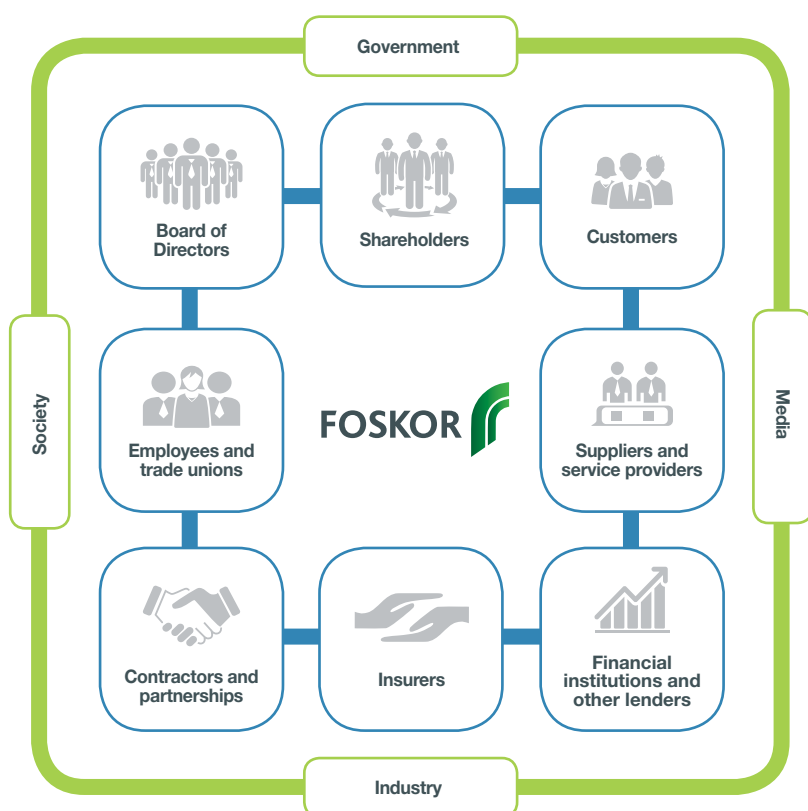 Government
Board of
Directors
Shareholders
Customers
Society
Employees and
trade unions
FOSKOR
Suppliers and
service providers
Media
Contractors and
partnerships
Insurers
Financial
institutions and
other lenders
Industry